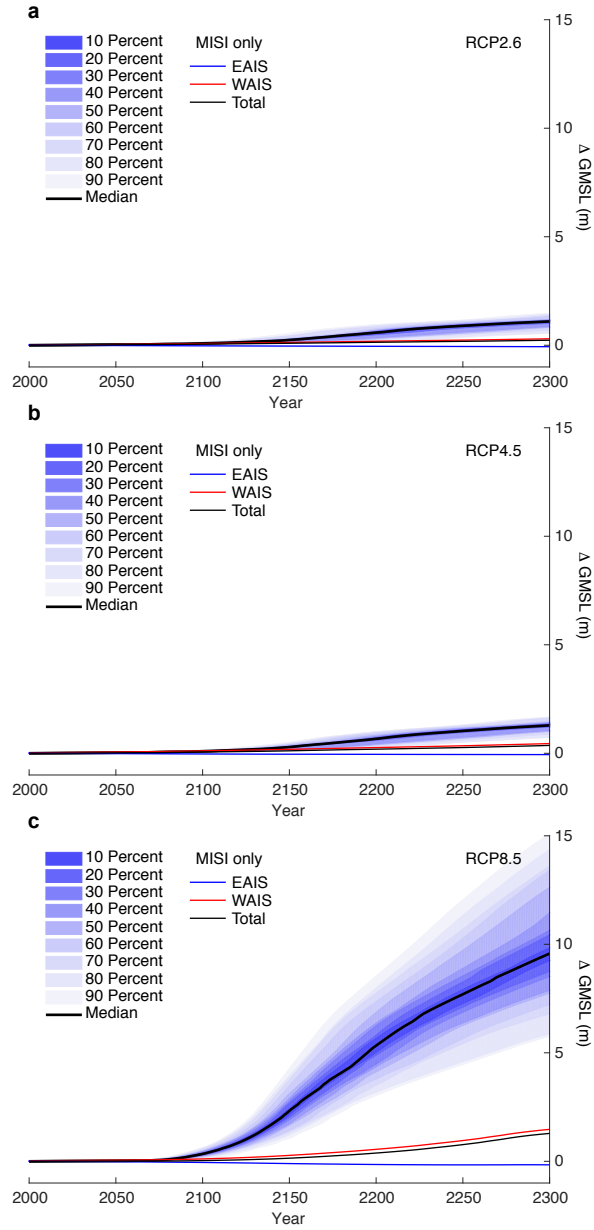 a
10 Percent
20 Percent
30 Percent
40 Percent
50 Percent
60 Percent
70 Percent
80 Percent
90 Percent
Median
MISI only
EAIS
WAIS
Total
RCP2.6
15
10
5
0
Δ GMSL (m)
2000 2050 2100 2150 2200 2250 2300
Year
b
10 Percent
20 Percent
30 Percent
40 Percent
50 Percent
60 Percent
70 Percent
80 Percent
90 Percent
Median
MISI only
EAIS
WAIS
Total
RCP4.5
15
10
5
0
Δ GMSL (m)
2000 2050 2100 2150 2200 2250 2300
Year
c
10 Percent
20 Percent
30 Percent
40 Percent
50 Percent
60 Percent
70 Percent
80 Percent
90 Percent
Median
MISI only
EAIS
WAIS
Total
RCP8.5
15
10
5
0
Δ GMSL (m)
2000 2050 2100 2150 2200 2250 2300
Year